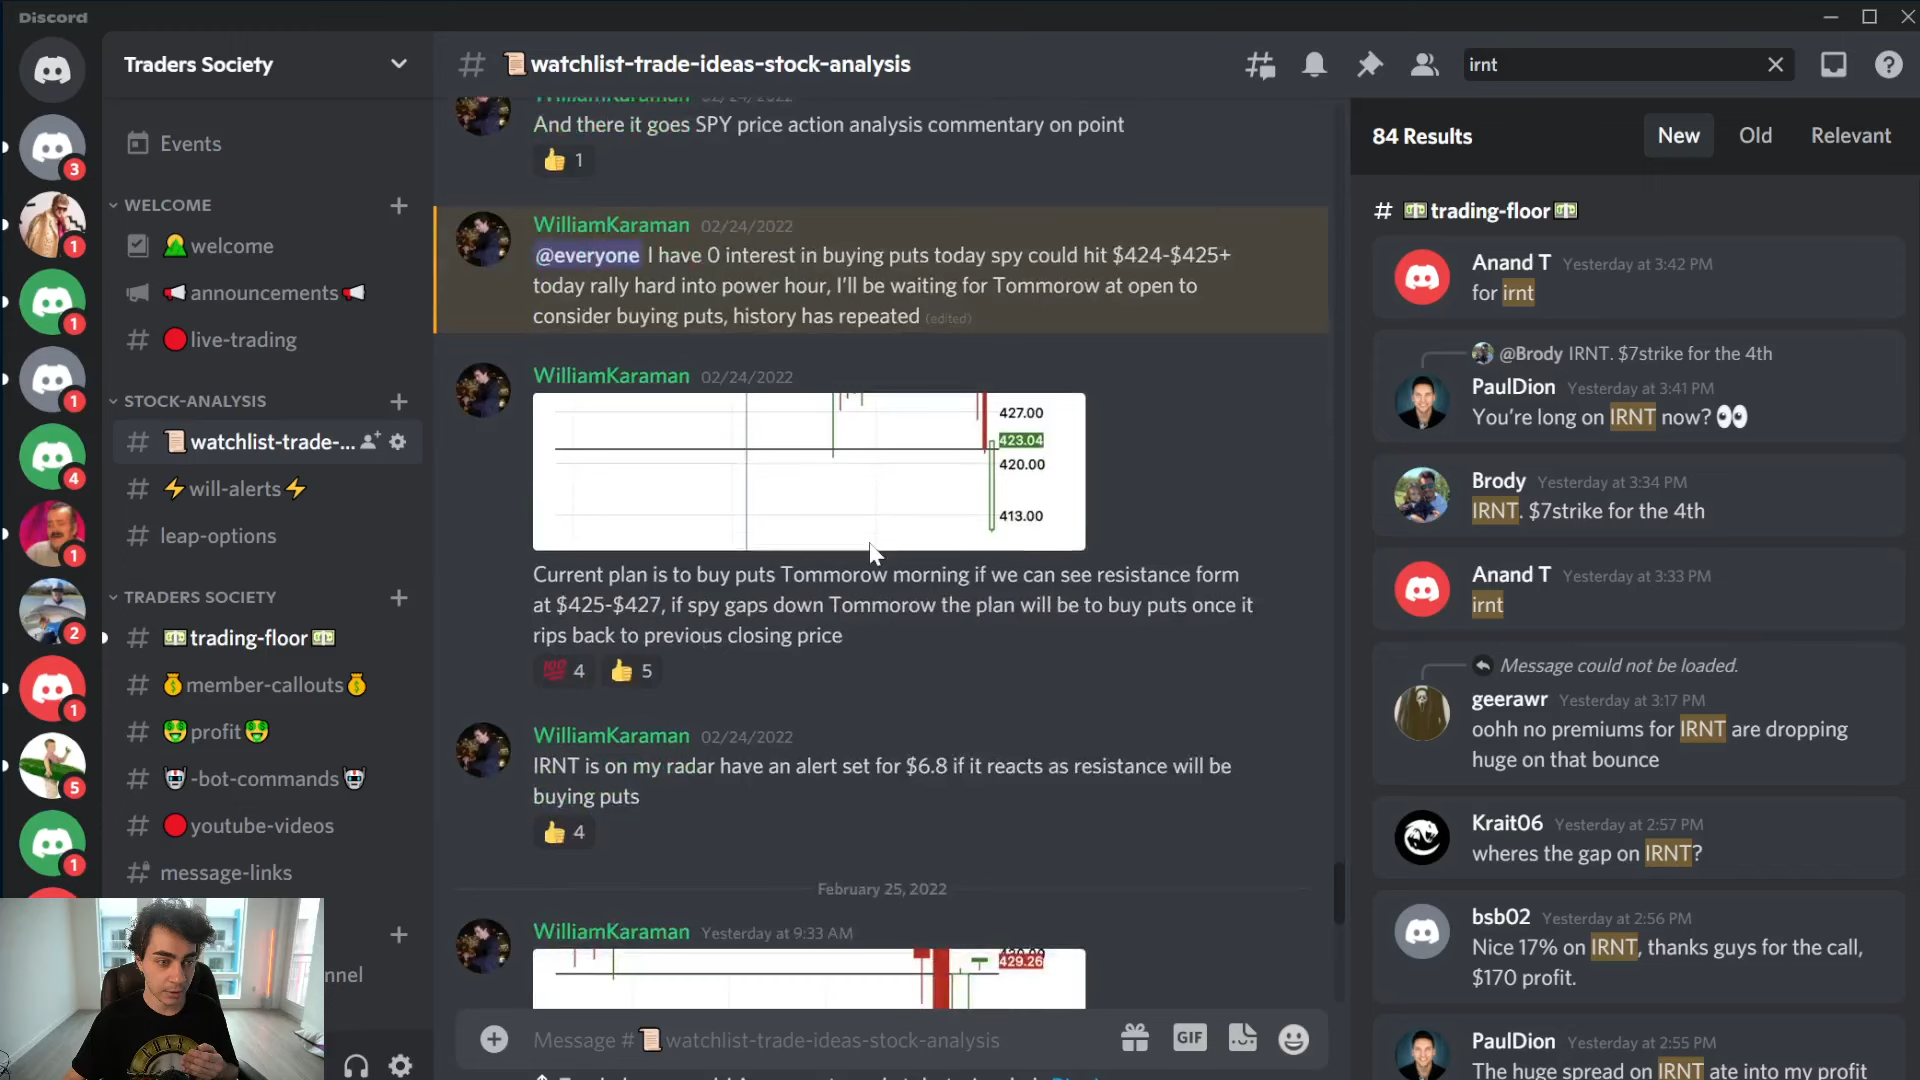 Discord
Traders Society
Events
WELCOME
welcome
announcements
live-trading
STOCK-ANALYSIS
watchlist-trade-...
will-alerts
leap-options
TRADERS SOCIETY
trading-floor
member-callouts
profit
-bot-commands
youtube-videos
message-links
nnel
3
1
1
1
4
1
2
1
5
1
# watchlist-trade-ideas-stock-analysis
WilliamKaraman 02/24/2022
And there it goes SPY price action analysis commentary on point
👍 1
WilliamKaraman 02/24/2022
@everyone I have 0 interest in buying puts today spy could hit $424-$425+
today rally hard into power hour, I'll be waiting for Tommorow at open to
consider buying puts, history has repeated (edited)
WilliamKaraman 02/24/2022
427.00
423.04
420.00
413.00
Current plan is to buy puts Tommorow morning if we can see resistance form
at $425-$427, if spy gaps down Tommorow the plan will be to buy puts once it
rips back to previous closing price
💯 4 👍 5
WilliamKaraman 02/24/2022
IRNT is on my radar have an alert set for $6.8 if it reacts as resistance will be
buying puts
👍 4
February 25, 2022
WilliamKaraman Yesterday at 9:33 AM
429.26
Message #watchlist-trade-ideas-stock-analysis
GIF
irnt
84 Results
New Old Relevant
# trading-floor
Anand T Yesterday at 3:42 PM
for irnt
@Brody IRNT. $7strike for the 4th
PaulDion Yesterday at 3:41 PM
You're long on IRNT now? 👀
Brody Yesterday at 3:34 PM
IRNT. $7strike for the 4th
Anand T Yesterday at 3:33 PM
irnt
Message could not be loaded.
geerawr Yesterday at 3:17 PM
oohh no premiums for IRNT are dropping
huge on that bounce
Krait06 Yesterday at 2:57 PM
wheres the gap on IRNT?
bsb02 Yesterday at 2:56 PM
Nice 17% on IRNT, thanks guys for the call,
$170 profit.
PaulDion Yesterday at 2:55 PM
The huge spread on IRNT ate into my profit